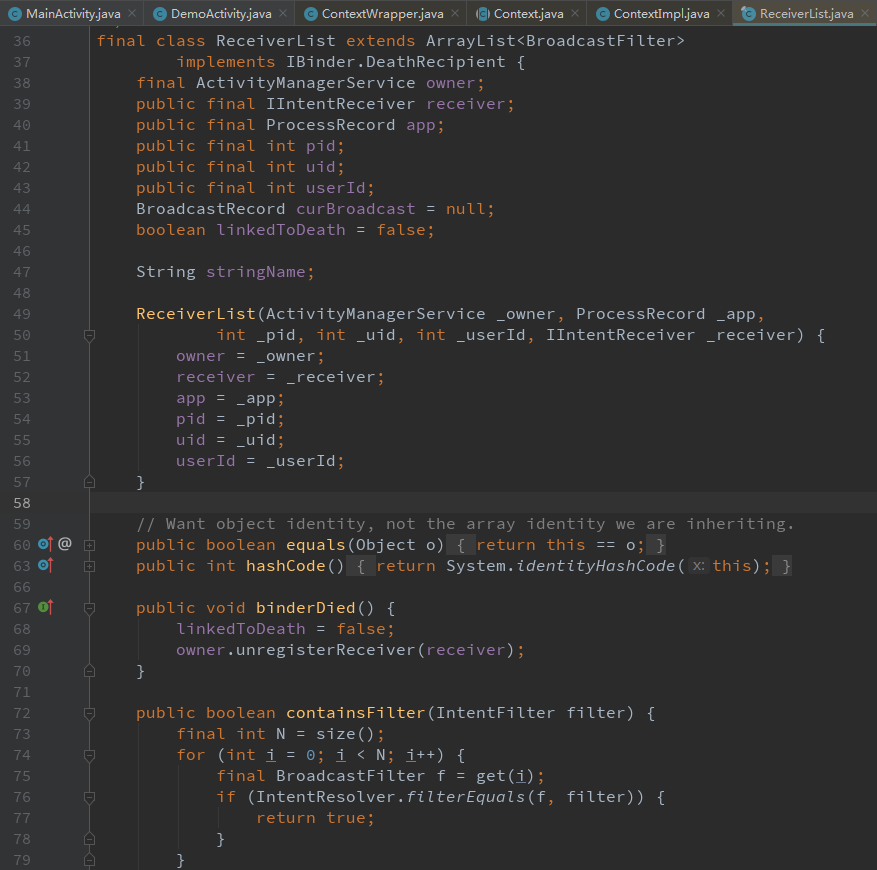 MainActivity.java × DemoActivity.java × ContextWrapper.java × Context.java × ContextImpl.java × ReceiverList.java ×
36 final class ReceiverList extends ArrayList<BroadcastFilter>
37         implements IBinder.DeathRecipient {
38     final ActivityManagerService owner;
39     public final IIntentReceiver receiver;
40     public final ProcessRecord app;
41     public final int pid;
42     public final int uid;
43     public final int userId;
44     BroadcastRecord curBroadcast = null;
45     boolean linkedToDeath = false;
46
47     String stringName;
48
49     ReceiverList(ActivityManagerService _owner, ProcessRecord _app,
50             int _pid, int _uid, int _userId, IIntentReceiver _receiver) {
51         owner = _owner;
52         receiver = _receiver;
53         app = _app;
54         pid = _pid;
55         uid = _uid;
56         userId = _userId;
57     }
58
59     // Want object identity, not the array identity we are inheriting.
60 @   public boolean equals(Object o) { return this == o; }
63     public int hashCode() { return System.identityHashCode( x: this); }
66
67     public void binderDied() {
68         linkedToDeath = false;
69         owner.unregisterReceiver(receiver);
70     }
71
72     public boolean containsFilter(IntentFilter filter) {
73         final int N = size();
74         for (int i = 0; i < N; i++) {
75             final BroadcastFilter f = get(i);
76             if (IntentResolver.filterEquals(f, filter)) {
77                 return true;
78             }
79         }